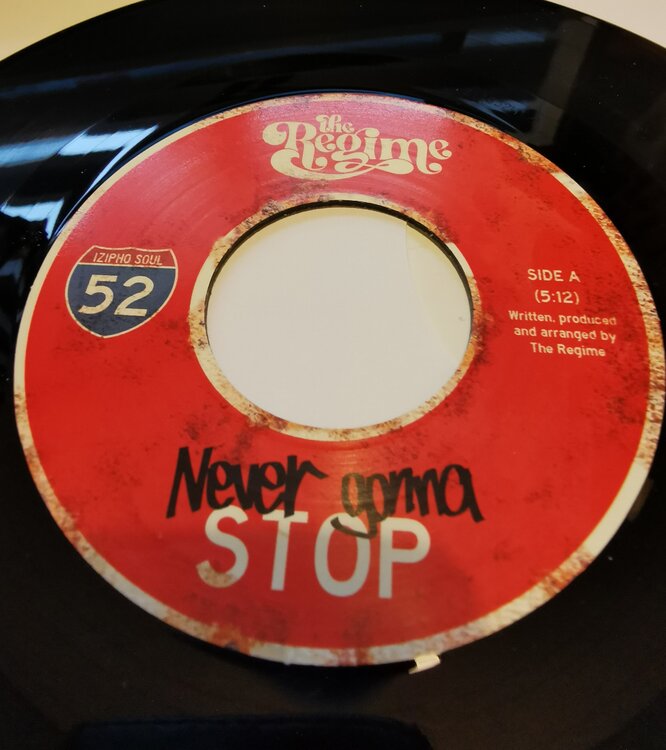 the
Regime
IZIPHO SOUL
52
SIDE A
(5:12)
Written, produced
and arranged by
The Regime
Never gonna
STOP